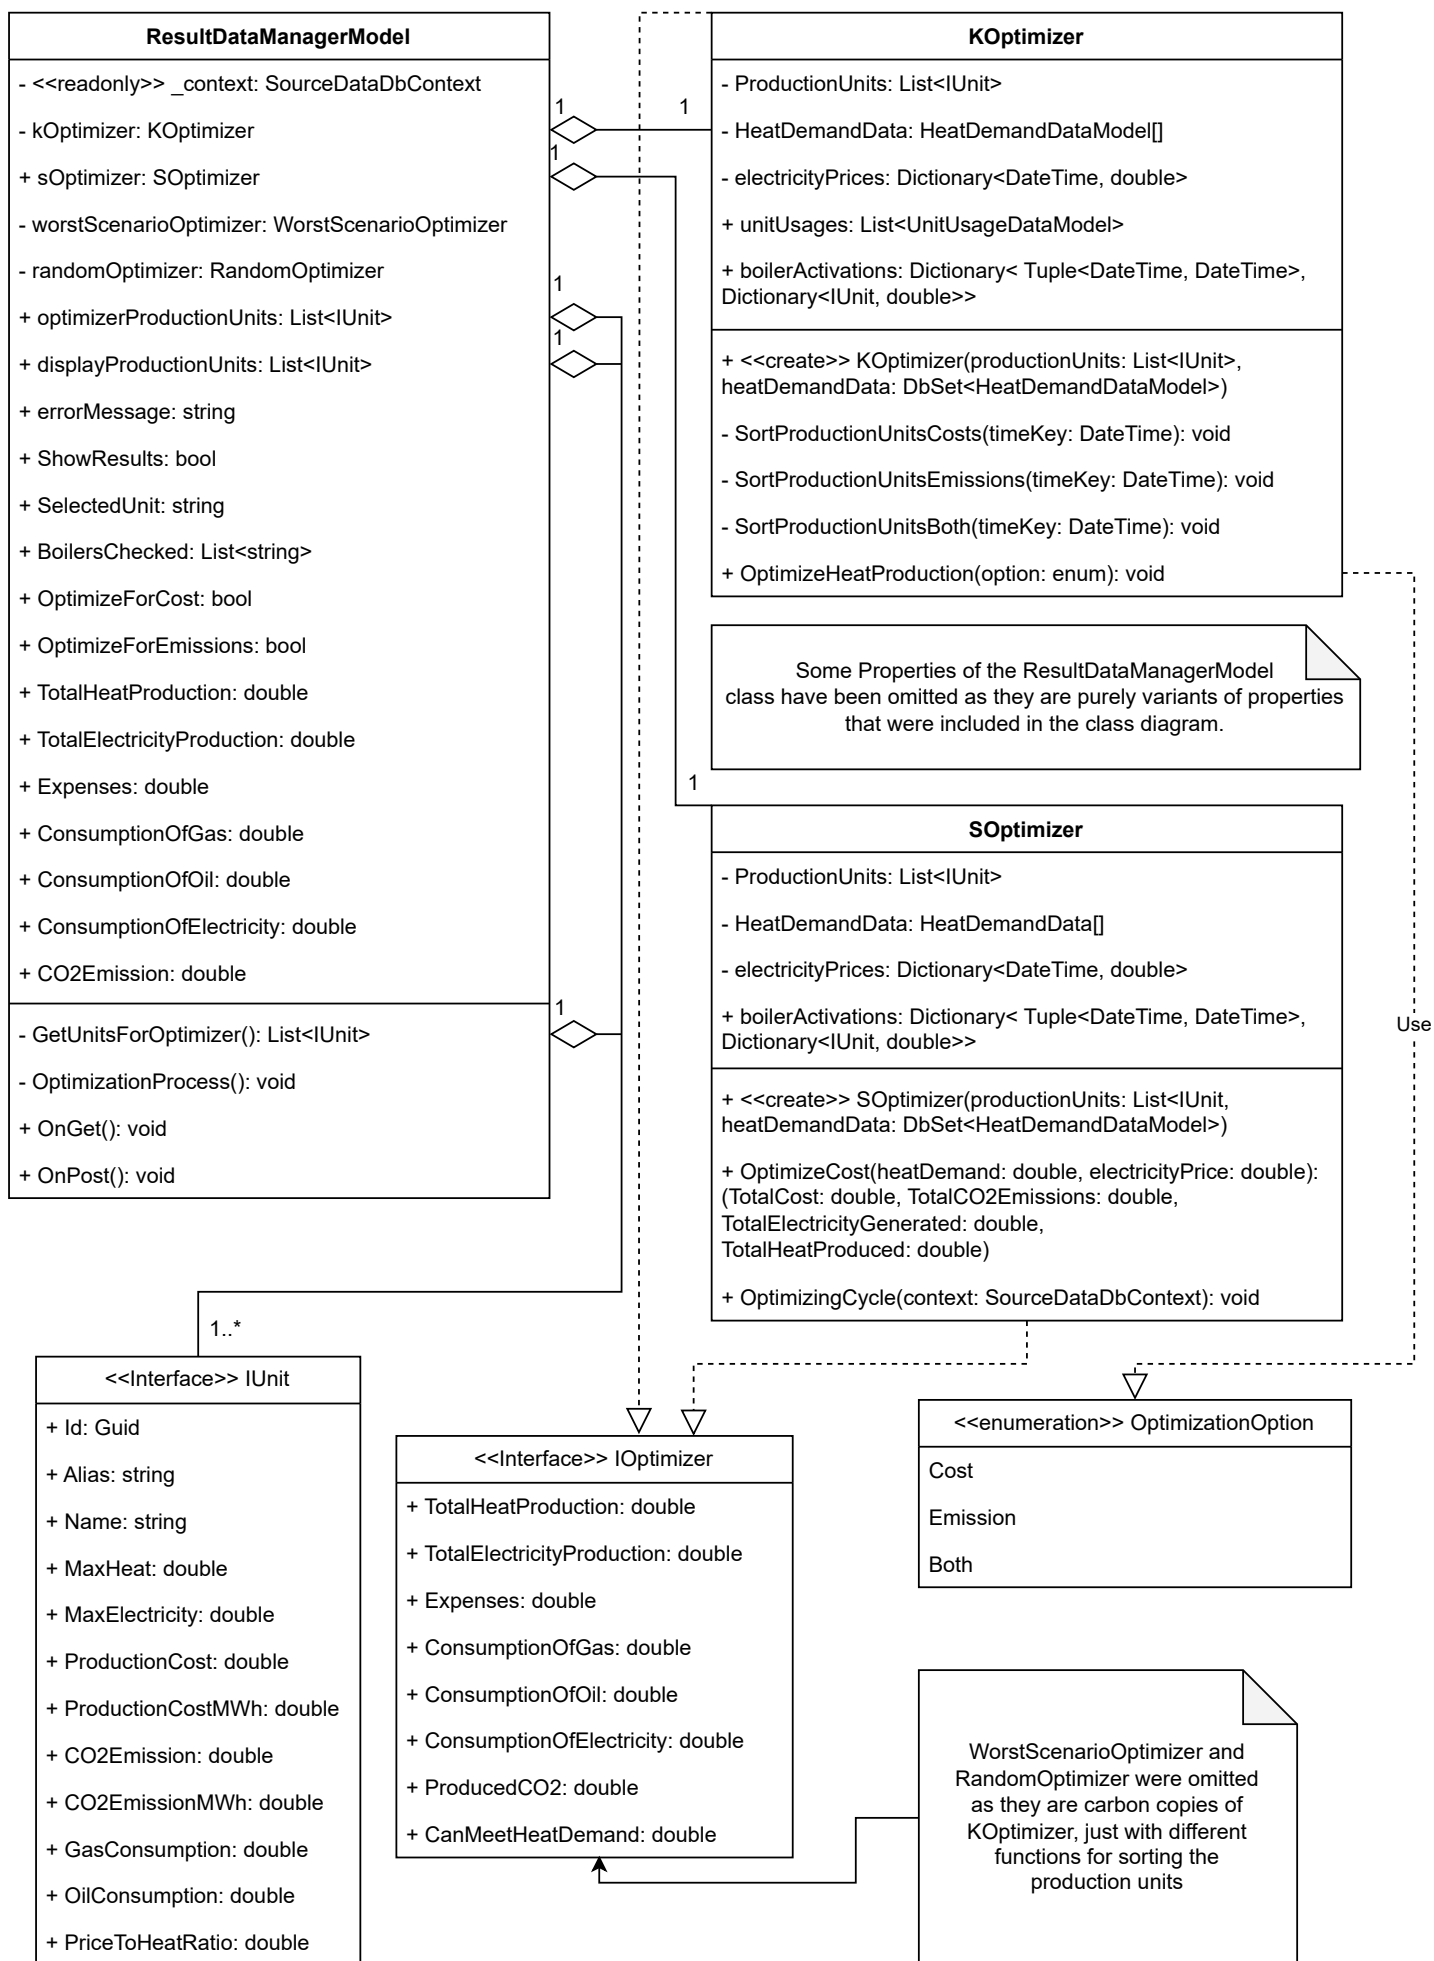 ResultDataManagerModel
- <<readonly>> _context: SourceDataDbContext
- kOptimizer: KOptimizer
+ sOptimizer: SOptimizer
- worstScenarioOptimizer: WorstScenarioOptimizer
- randomOptimizer: RandomOptimizer
+ optimizerProductionUnits: List<IUnit>
+ displayProductionUnits: List<IUnit>
+ errorMessage: string
+ ShowResults: bool
+ SelectedUnit: string
+ BoilersChecked: List<string>
+ OptimizeForCost: bool
+ OptimizeForEmissions: bool
+ TotalHeatProduction: double
+ TotalElectricityProduction: double
+ Expenses: double
+ ConsumptionOfGas: double
+ ConsumptionOfOil: double
+ ConsumptionOfElectricity: double
+ CO2Emission: double
- GetUnitsForOptimizer(): List<IUnit>
- OptimizationProcess(): void
+ OnGet(): void
+ OnPost(): void
1
1
1
1
1
1
1
1..*
KOptimizer
- ProductionUnits: List<IUnit>
- HeatDemandData: HeatDemandDataModel[]
- electricityPrices: Dictionary<DateTime, double>
+ unitUsages: List<UnitUsageDataModel>
+ boilerActivations: Dictionary< Tuple<DateTime, DateTime>,
Dictionary<IUnit, double>>
+ <<create>> KOptimizer(productionUnits: List<IUnit>,
heatDemandData: DbSet<HeatDemandDataModel>)
- SortProductionUnitsCosts(timeKey: DateTime): void
- SortProductionUnitsEmissions(timeKey: DateTime): void
- SortProductionUnitsBoth(timeKey: DateTime): void
+ OptimizeHeatProduction(option: enum): void
Some Properties of the ResultDataManagerModel
class have been omitted as they are purely variants of properties
that were included in the class diagram.
SOptimizer
- ProductionUnits: List<IUnit>
- HeatDemandData: HeatDemandData[]
- electricityPrices: Dictionary<DateTime, double>
+ boilerActivations: Dictionary< Tuple<DateTime, DateTime>,
Dictionary<IUnit, double>>
+ <<create>> SOptimizer(productionUnits: List<IUnit,
heatDemandData: DbSet<HeatDemandDataModel>)
+ OptimizeCost(heatDemand: double, electricityPrice: double):
(TotalCost: double, TotalCO2Emissions: double,
TotalElectricityGenerated: double,
TotalHeatProduced: double)
+ OptimizingCycle(context: SourceDataDbContext): void
Use
<<Interface>> IUnit
+ Id: Guid
+ Alias: string
+ Name: string
+ MaxHeat: double
+ MaxElectricity: double
+ ProductionCost: double
+ ProductionCostMWh: double
+ CO2Emission: double
+ CO2EmissionMWh: double
+ GasConsumption: double
+ OilConsumption: double
+ PriceToHeatRatio: double
<<Interface>> IOptimizer
+ TotalHeatProduction: double
+ TotalElectricityProduction: double
+ Expenses: double
+ ConsumptionOfGas: double
+ ConsumptionOfOil: double
+ ConsumptionOfElectricity: double
+ ProducedCO2: double
+ CanMeetHeatDemand: double
<<enumeration>> OptimizationOption
Cost
Emission
Both
WorstScenarioOptimizer and
RandomOptimizer were omitted
as they are carbon copies of
KOptimizer, just with different
functions for sorting the
production units